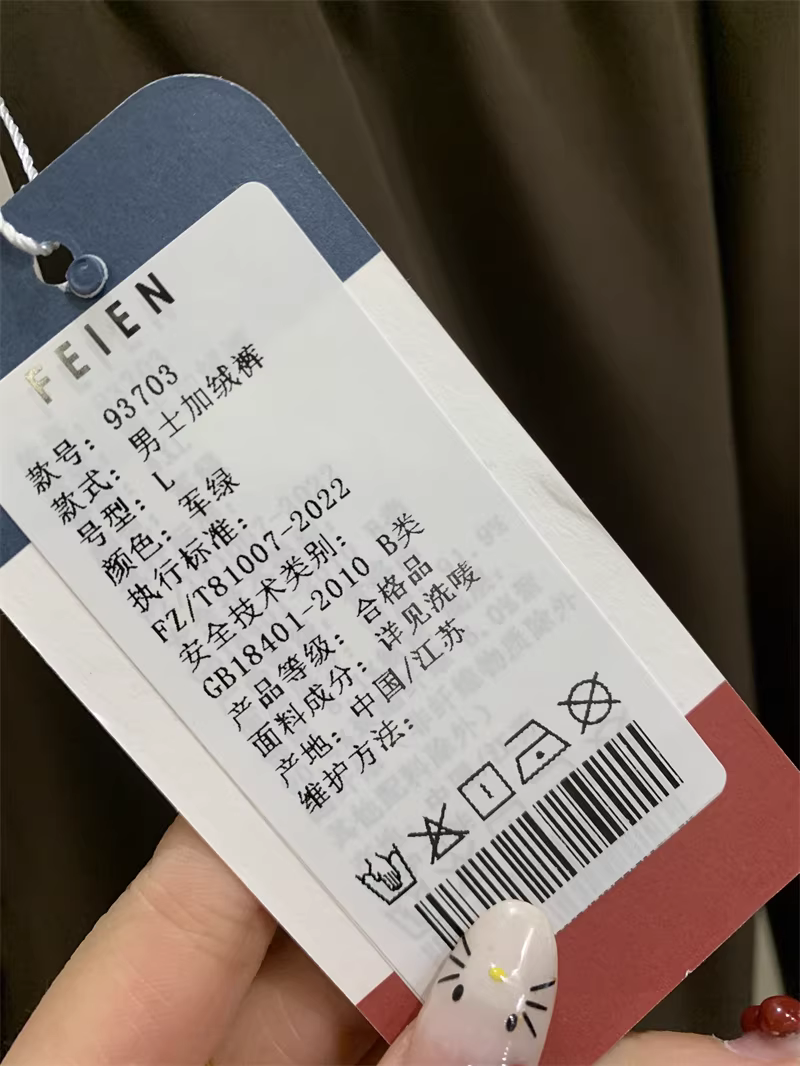 FEIEN
款号: 93703
款式: 男士加绒裤
号型: L
颜色: 军绿
执行标准:
FZ/T81007-2022
安全技术类别:
GB18401-2010 B类
产品等级: 合格品
面料成分: 详见洗唛
产地: 中国/江苏
维护方法: